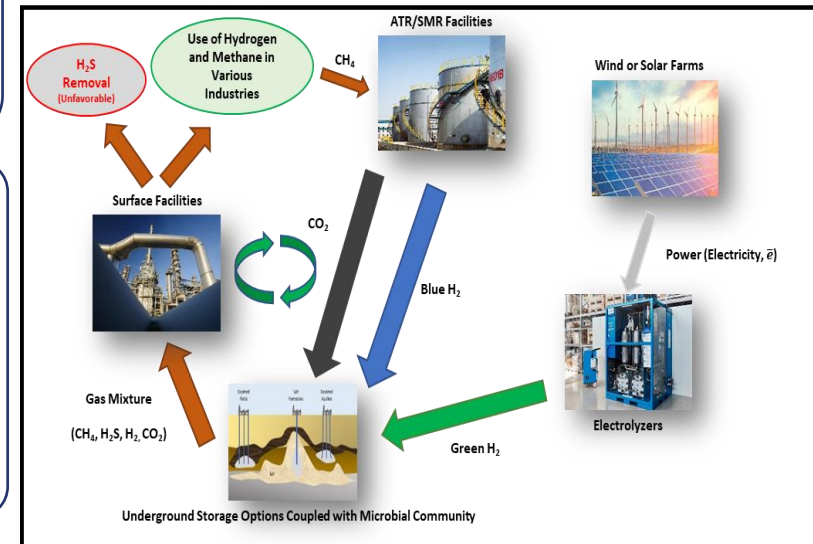 ATR/SMR Facilities
Use of Hydrogen
and Methane in
Various
Industries
CH₄
H₂S
Removal
(Unfavorable)
Wind or Solar Farms
Surface Facilities
CO₂
Power (Electricity, e̅)
Blue H₂
Gas Mixture
(CH₄, H₂S, H₂, CO₂)
Green H₂
Electrolyzers
Salt
Underground Storage Options Coupled with Microbial Community